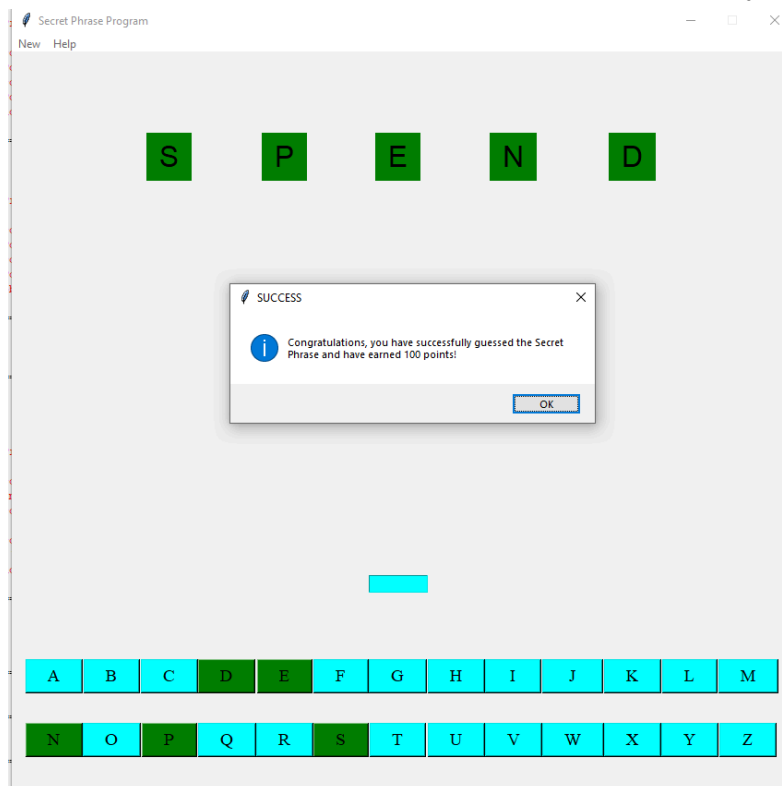 Secret Phrase Program
New Help
S P E N D
SUCCESS
Congratulations, you have successfully guessed the Secret
Phrase and have earned 100 points!
OK
A B C D E F G H I J K L M
N O P Q R S T U V W X Y Z